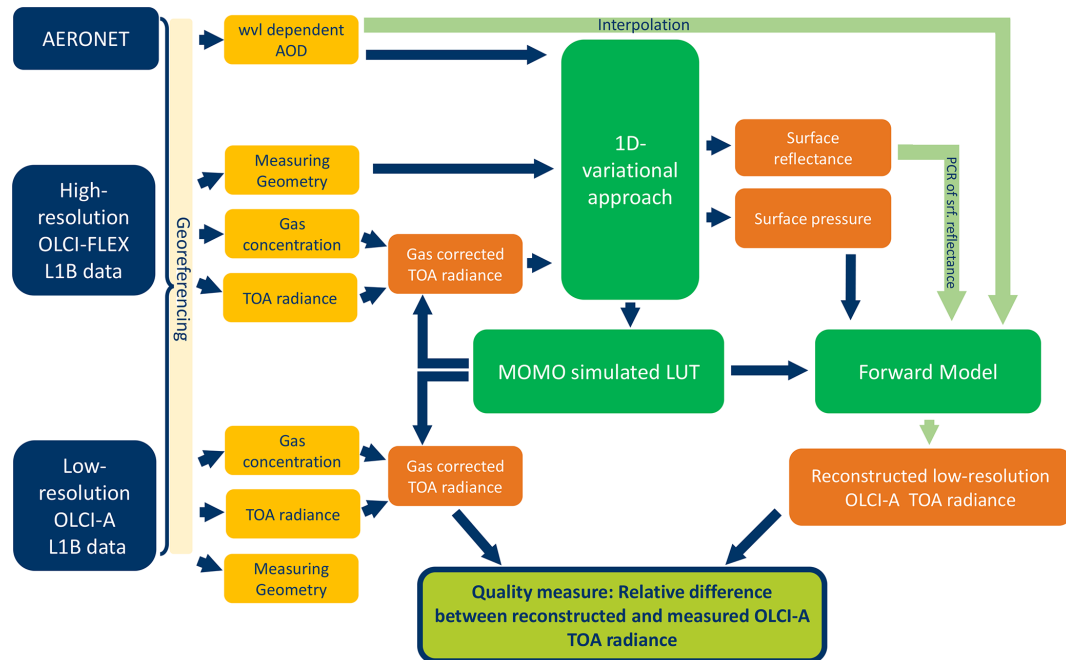 AERONET
wvl dependent
AOD
Interpolation
High-
resolution
OLCI-FLEX
L1B data
Georeferencing
Measuring
Geometry
Gas
concentration
TOA radiance
Gas corrected
TOA radiance
1D-
variational
approach
Surface
reflectance
Surface pressure
PCR of srf. reflectance
MOMO simulated LUT
Forward Model
Low-
resolution
OLCI-A
L1B data
Gas
concentration
TOA radiance
Measuring
Geometry
Gas corrected
TOA radiance
Reconstructed low-resolution
OLCI-A TOA radiance
Quality measure: Relative difference
between reconstructed and measured OLCI-A
TOA radiance